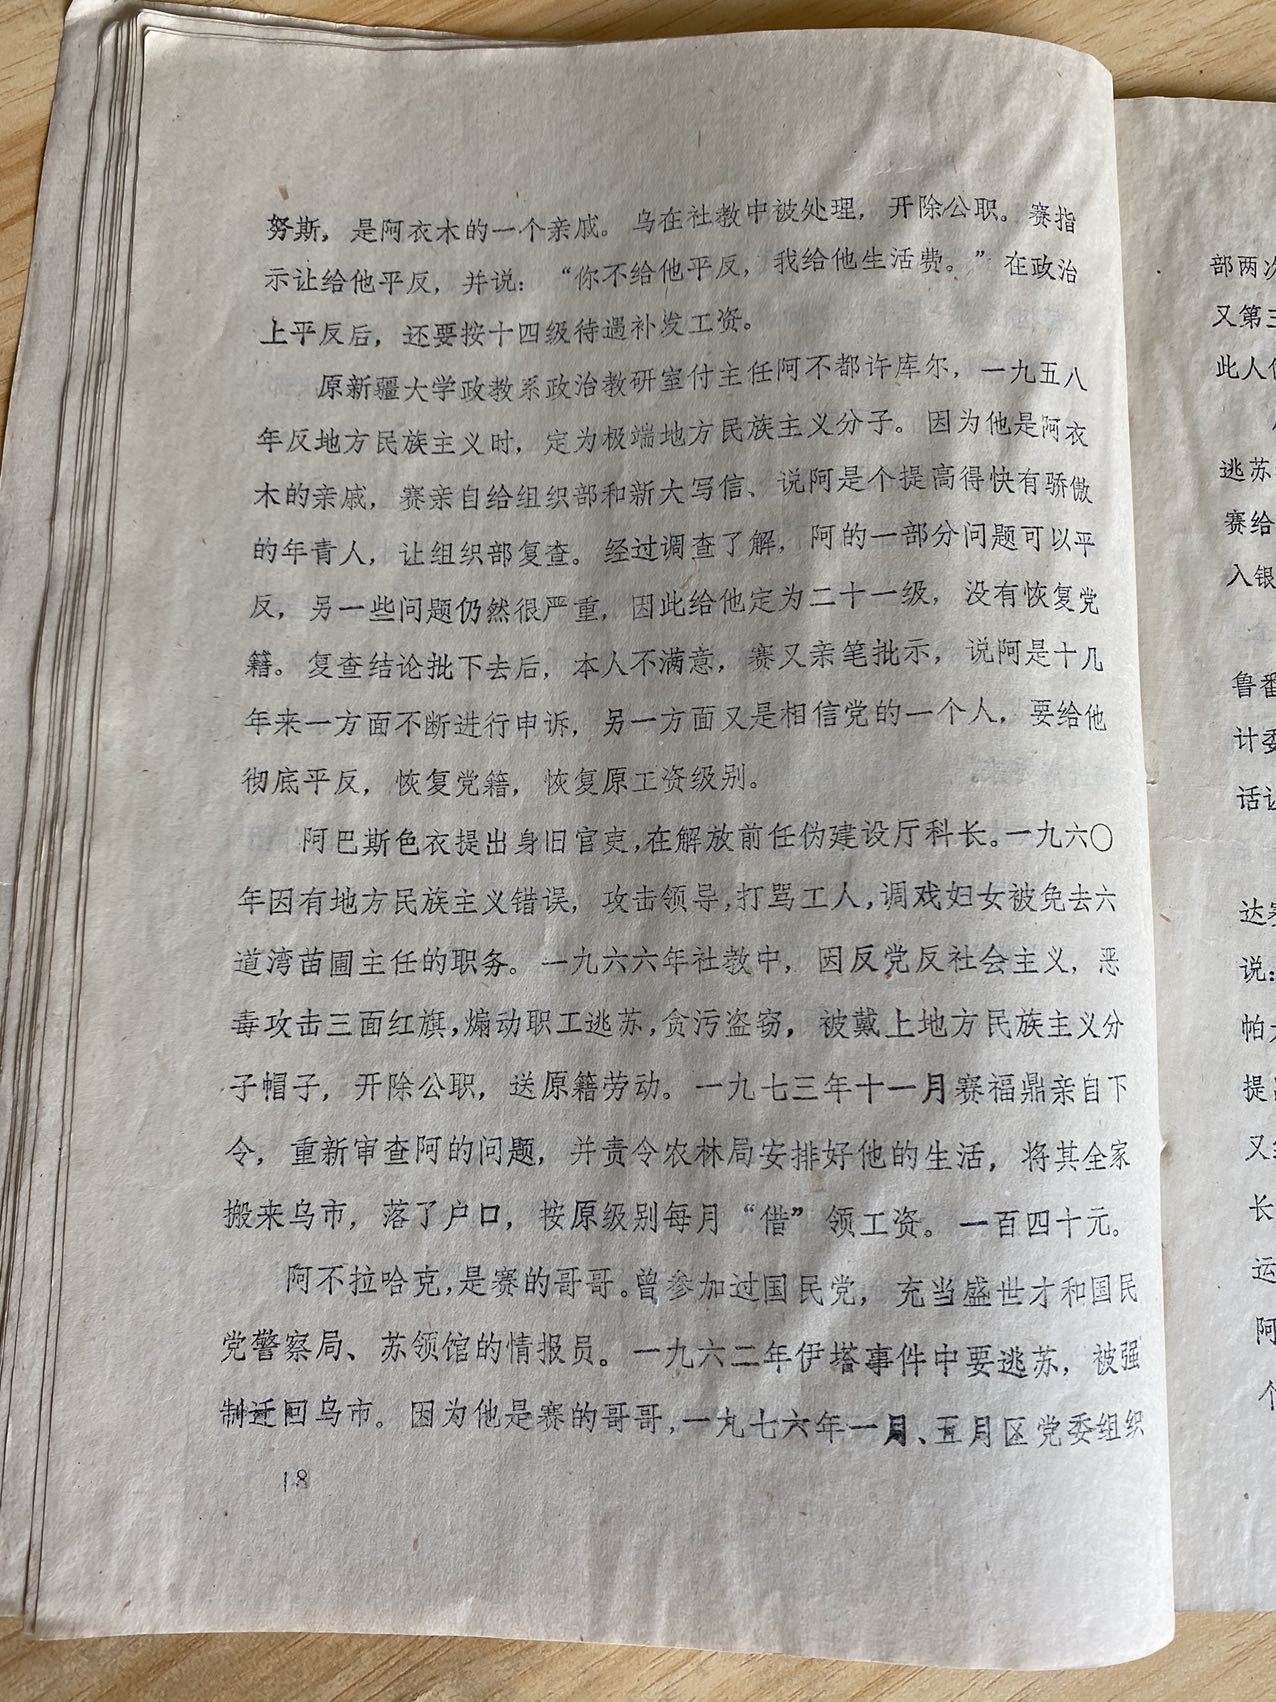 努斯，是阿衣木的一个亲戚。乌在社教中被处理，开除公职。赛指
示让给他平反，并说：“你不给他平反，我给他生活费。”在政治
上平反后，还要按十四级待遇补发工资。
原新疆大学政教系政治教研室付主任阿不都许库尔，一九五八
年反地方民族主义时，定为极端地方民族主义分子。因为他是阿衣
木的亲戚，赛亲自给组织部和新大写信、说阿是个提高得快有骄傲
的年青人，让组织部复查。经过调查了解，阿的一部分问题可以平
反，另一些问题仍然很严重，因此给他定为二十一级，没有恢复党
籍。复查结论批下去后，本人不满意，赛又亲笔批示，说阿是十几
年来一方面不断进行申诉，另一方面又是相信党的一个人，要给他
彻底平反，恢复党籍，恢复原工资级别。
阿巴斯色衣提出身旧官吏，在解放前任伪建设厅科长。一九六〇
年因有地方民族主义错误，攻击领导，打骂工人，调戏妇女被免去六
道湾苗圃主任的职务。一九六六年社教中，因反党反社会主义，恶
毒攻击三面红旗，煽动职工逃苏，贪污盗窃，被戴上地方民族主义分
子帽子，开除公职，送原籍劳动。一九七三年十一月赛福鼎亲自下
令，重新审查阿的问题，并责令农林局安排好他的生活，将其全家
搬来乌市，落了户口，按原级别每月“借”领工资。一百四十元。
阿不拉哈克，是赛的哥哥。曾参加过国民党，充当盛世才和国民
党警察局、苏领馆的情报员。一九六二年伊塔事件中要逃苏，被强
制迁回乌市。因为他是赛的哥哥，一九七六年一月、五月区党委组织
18
部两次
又第三
此人
逃苏
赛给
入银
鲁番
计委
话
达
说：
帕
提
又
长
运
阿
个